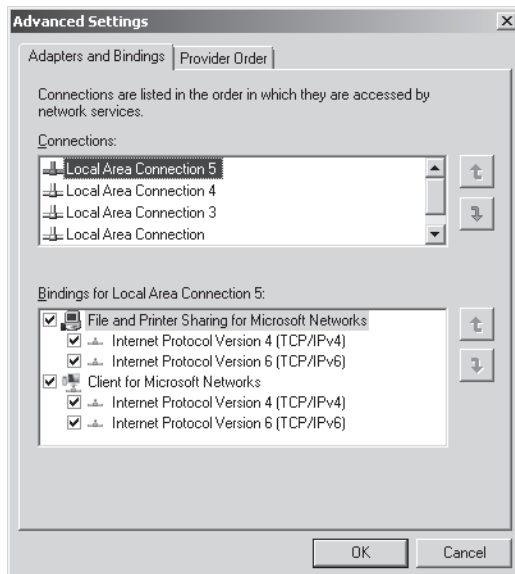 Advanced Settings
Adapters and Bindings
Provider Order
Connections are listed in the order in which they are accessed by
network services.
Connections:
Local Area Connection 5
Local Area Connection 4
Local Area Connection 3
Local Area Connection
Bindings for Local Area Connection 5:
File and Printer Sharing for Microsoft Networks
Internet Protocol Version 4 (TCP/IPv4)
Internet Protocol Version 6 (TCP/IPv6)
Client for Microsoft Networks
Internet Protocol Version 4 (TCP/IPv4)
Internet Protocol Version 6 (TCP/IPv6)
OK
Cancel